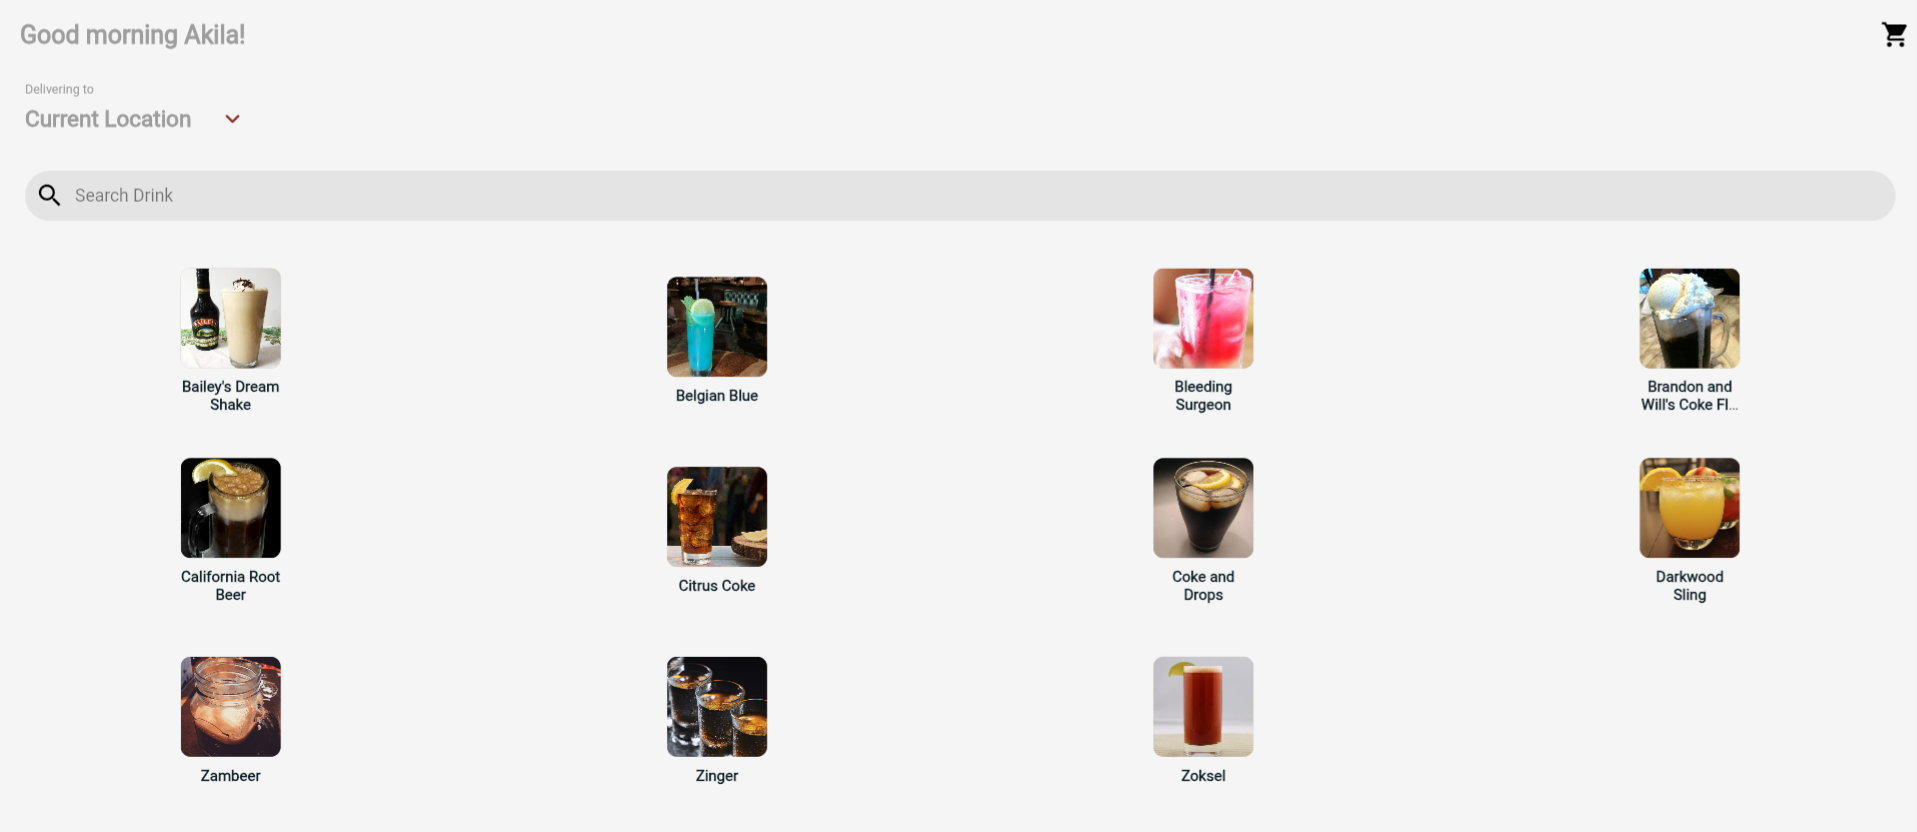 Good morning Akila!
Delivering to
Current Location
Search Drink
Bailey's Dream
Shake
Belgian Blue
Bleeding
Surgeon
Brandon and
Will's Coke Fl...
California Root
Beer
Citrus Coke
Coke and
Drops
Darkwood
Sling
Zambeer
Zinger
Zoksel